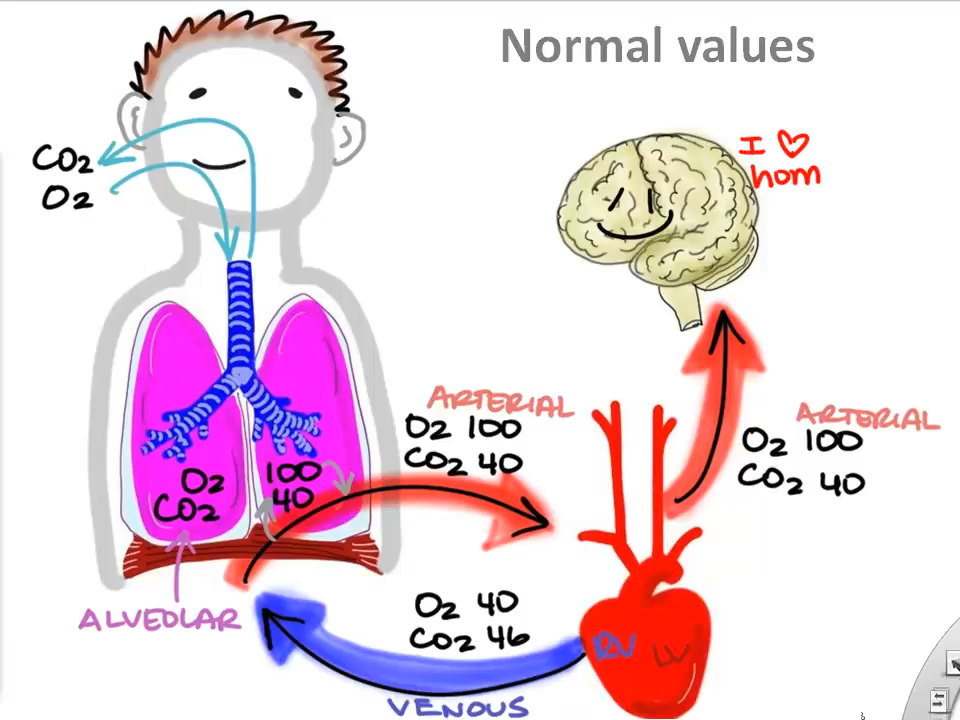 Normal values
CO2
O2
I ♡
hom
ARTERIAL
O2 100
CO2 40
ARTERIAL
O2 100
CO2 40
O2 100
CO2 40
ALVEOLAR
O2 40
CO2 46
RV LV
VENOUS